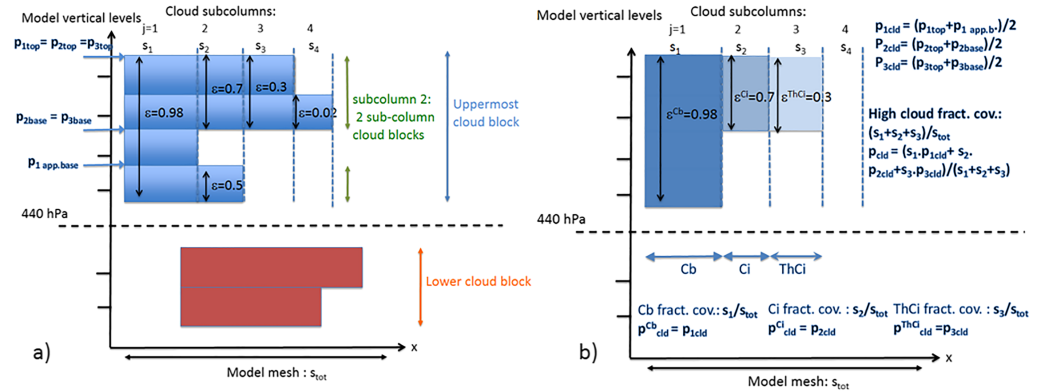 Cloud subcolumns:
Model vertical levels
j=1 2 3 4
s1 s2 s3 s4
p1top = p2top = p3top
ε=0.7 ε=0.3
ε=0.98 ε=0.02
p2base = p3base
p1 app.base
ε=0.5
subcolumn 2:
2 sub-column
cloud blocks
Uppermost
cloud block
440 hPa
Lower cloud block
a)
x
Model mesh : stot
Cloud subcolumns:
Model vertical levels
j=1 2 3 4
s1 s2 s3 s4
εCb=0.98 εCi=0.7 εThCi=0.3
p1cld = (p1top+p1 app.b.)/2
P2cld = (p2top+p2base)/2
P3cld = (p3top+p3base)/2
High cloud fract. cov.:
(s1+s2+s3)/stot
pcld = (s1.p1cld+ s2.
p2cld+s3.p3cld)/(s1+s2+s3)
440 hPa
Cb Ci ThCi
Cb fract. cov.: s1/stot
pCbcld = p1cld
Ci fract. cov. : s2/stot
pCicld = p2cld
ThCi fract. cov. : s3/stot
pThCicld =p3cld
b)
x
Model mesh: stot